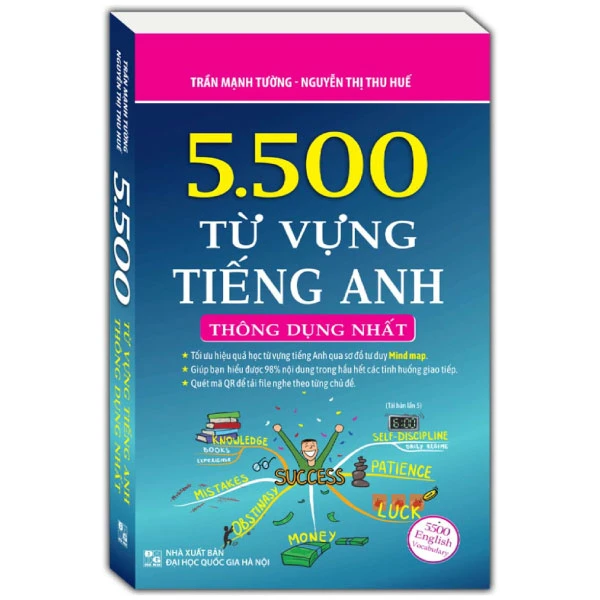 TRẦN MẠNH TƯỜNG - NGUYỄN THỊ THU HUẾ
5.500
TỪ VỰNG
TIẾNG ANH
THÔNG DỤNG NHẤT
★ Tối ưu hiệu quả học từ vựng tiếng Anh qua sơ đồ tư duy Mind map.
★ Giúp bạn hiểu được 98% nội dung trong hầu hết các tình huống giao tiếp.
★ Quét mã QR để tải file nghe theo từng chủ đề.
(Tái bản lần 5)
KNOWLEDGE
BOOKS
EXPERIENCE
SELF-DISCIPLINE
DAILY REGIME
SUCCESS
PATIENCE
MISTAKES
OBSTINASY
LUCK
MONEY
5500
English
Vocabulary
NHÀ XUẤT BẢN
ĐẠI HỌC QUỐC GIA HÀ NỘI
TRẦN MẠNH TƯỜNG
NGUYỄN THỊ THU HUẾ
5.500
TỪ VỰNG TIẾNG ANH
THÔNG DỤNG NHẤT